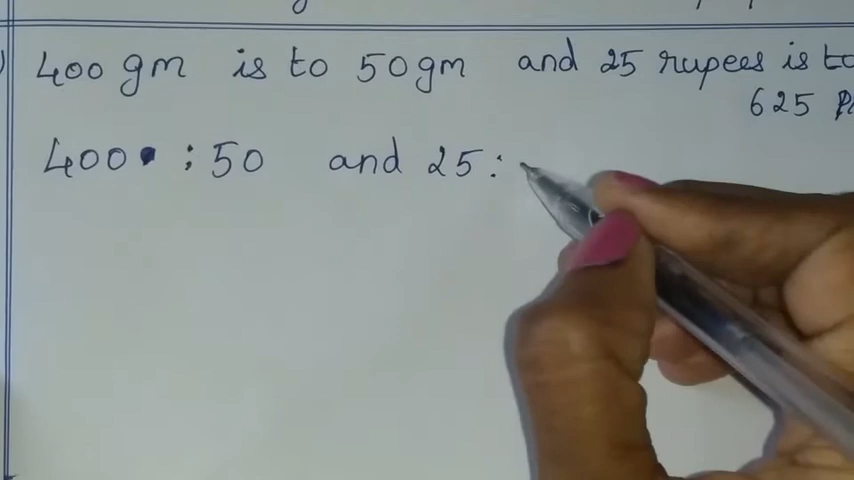 400 gm is to 50 gm and 25 rupees is to
625
400 : 50 and 25 :